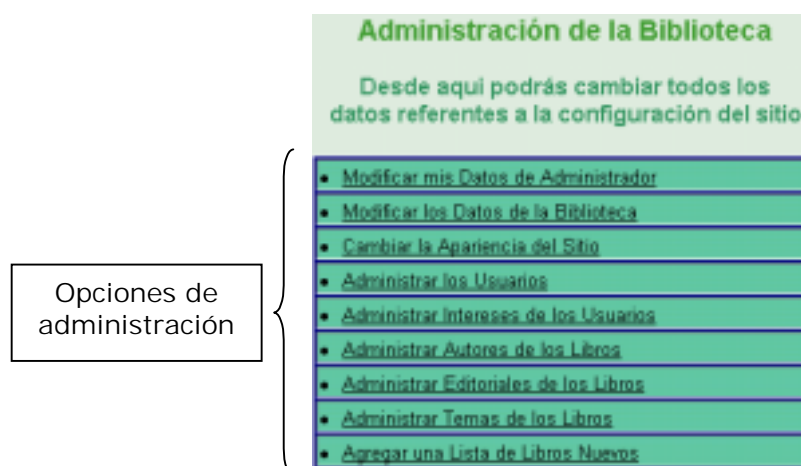 Administración de la Biblioteca
Desde aqui podrás cambiar todos los
datos referentes a la configuración del sitio
Opciones de
administración
Modificar mis Datos de Administrador
Modificar los Datos de la Biblioteca
Cambiar la Apariencia del Sitio
Administrar los Usuarios
Administrar Intereses de los Usuarios
Administrar Autores de los Libros
Administrar Editoriales de los Libros
Administrar Temas de los Libros
Agregar una Lista de Libros Nuevos